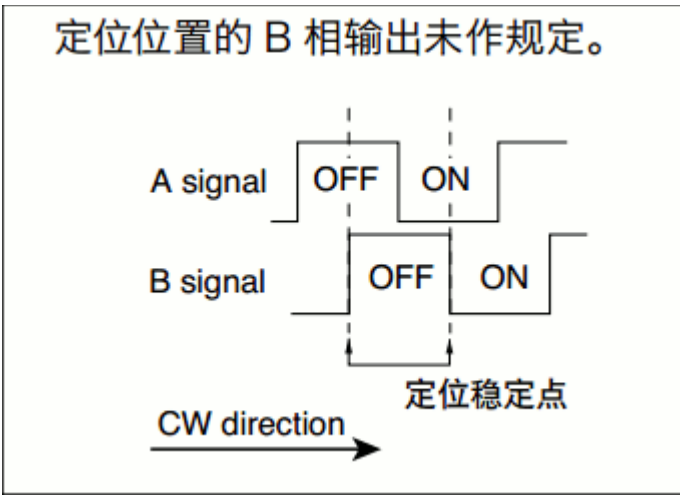 定位位置的 B 相输出未作规定。
A signal OFF ON
B signal OFF ON
定位稳定点
CW direction